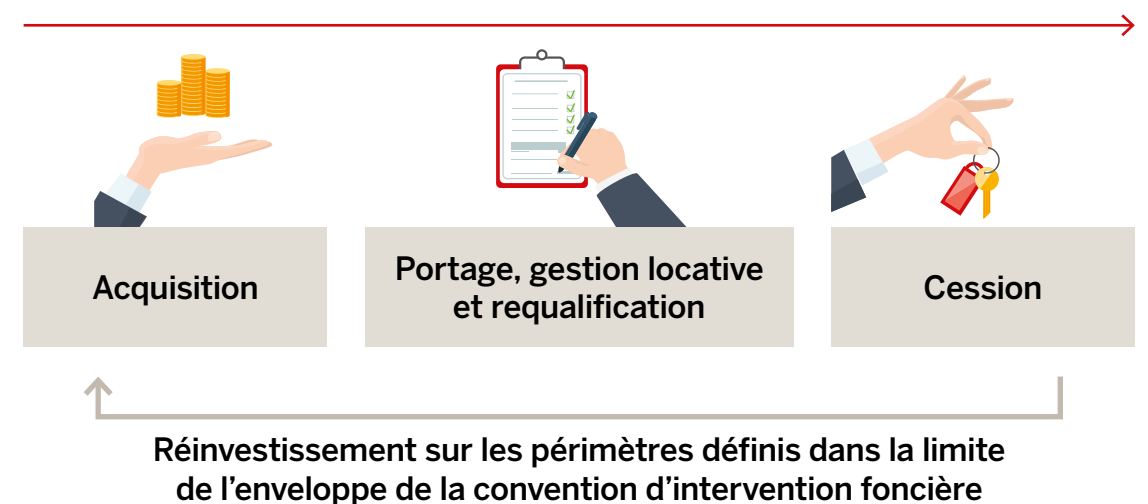 Acquisition
Portage, gestion locative
et requalification
Cession
Réinvestissement sur les périmètres définis dans la limite
de l’enveloppe de la convention d’intervention foncière